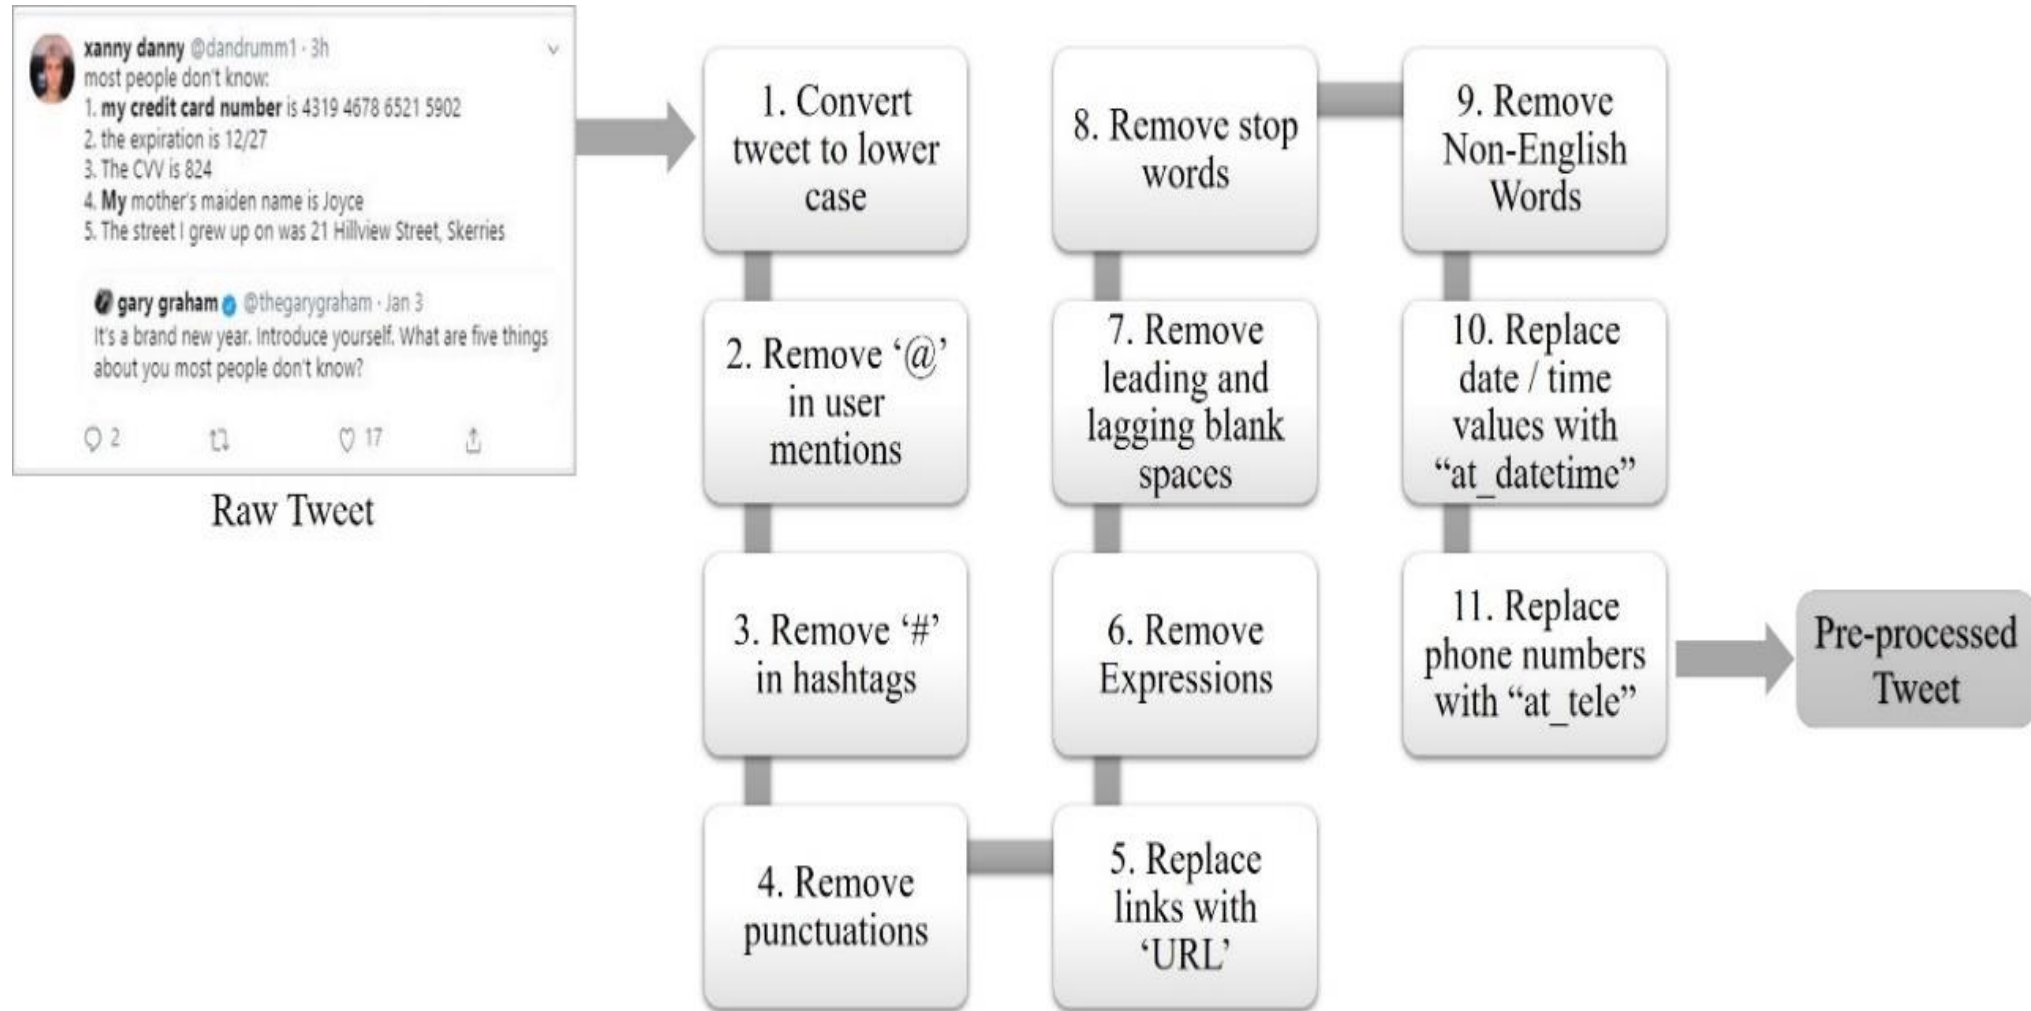 xanny danny @dandrumm1 · 3h
most people don't know:
1. my credit card number is 4319 4678 6521 5902
2. the expiration is 12/27
3. The CVV is 824
4. My mother's maiden name is Joyce
5. The street I grew up on was 21 Hillview Street, Skerries
gary graham @thegarygraham · Jan 3
It's a brand new year. Introduce yourself. What are five things
about you most people don't know?
2
17
Raw Tweet
1. Convert
tweet to lower
case
2. Remove ‘@’
in user
mentions
3. Remove ‘#’
in hashtags
4. Remove
punctuations
5. Replace
links with
‘URL’
6. Remove
Expressions
7. Remove
leading and
lagging blank
spaces
8. Remove stop
words
9. Remove
Non-English
Words
10. Replace
date / time
values with
“at_datetime”
11. Replace
phone numbers
with “at_tele”
Pre-processed
Tweet